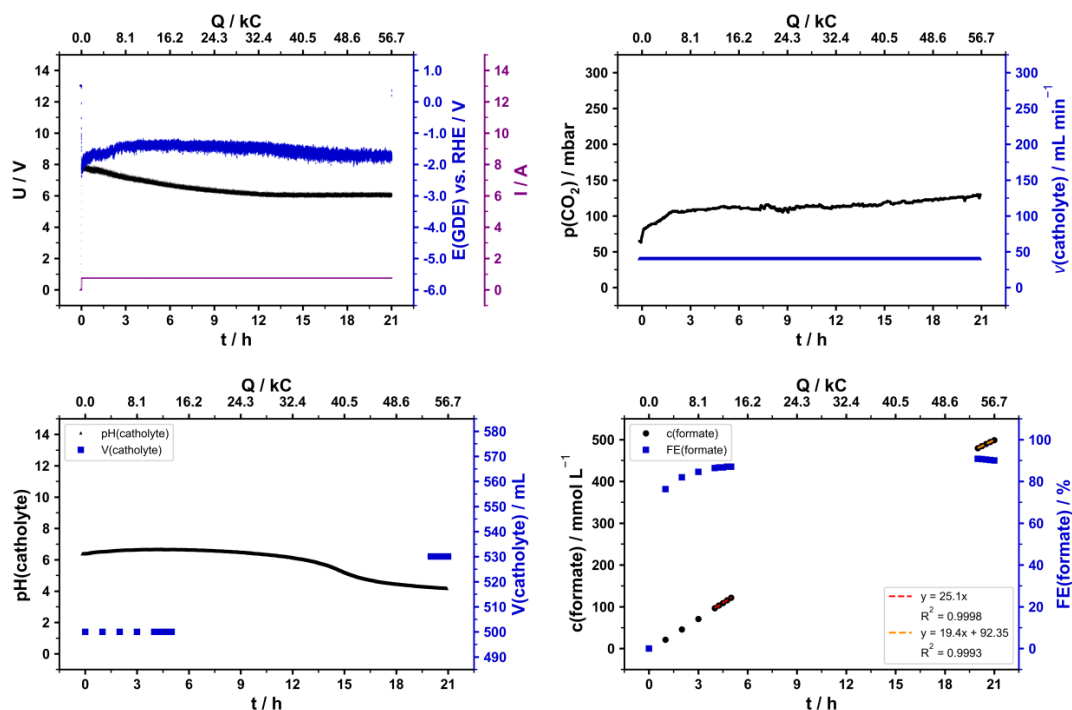 Q / kC
0.0 8.1 16.2 24.3 32.4 40.5 48.6 56.7
14
12
10
8
6
4
2
0
U / V
1.0
0.0
-1.0
-2.0
-3.0
-4.0
-5.0
-6.0
E(GDE) vs. RHE / V
14
12
10
8
6
4
2
0
I / A
0 3 6 9 12 15 18 21
t / h
Q / kC
0.0 8.1 16.2 24.3 32.4 40.5 48.6 56.7
300
250
200
150
100
50
0
p(CO₂) / mbar
300
250
200
150
100
50
0
v(catholyte) / mL min⁻¹
0 3 6 9 12 15 18 21
t / h
Q / kC
0.0 8.1 16.2 24.3 32.4 40.5 48.6 56.7
14
12
10
8
6
4
2
0
pH(catholyte)
pH(catholyte)
V(catholyte)
580
570
560
550
540
530
520
510
500
490
V(catholyte) / mL
0 3 6 9 12 15 18 21
t / h
Q / kC
0.0 8.1 16.2 24.3 32.4 40.5 48.6 56.7
500
400
300
200
100
0
c(formate) / mmol L⁻¹
c(formate)
FE(formate)
100
80
60
40
20
0
FE(formate) / %
y = 25.1x
R² = 0.9998
y = 19.4x + 92.35
R² = 0.9993
0 3 6 9 12 15 18 21
t / h